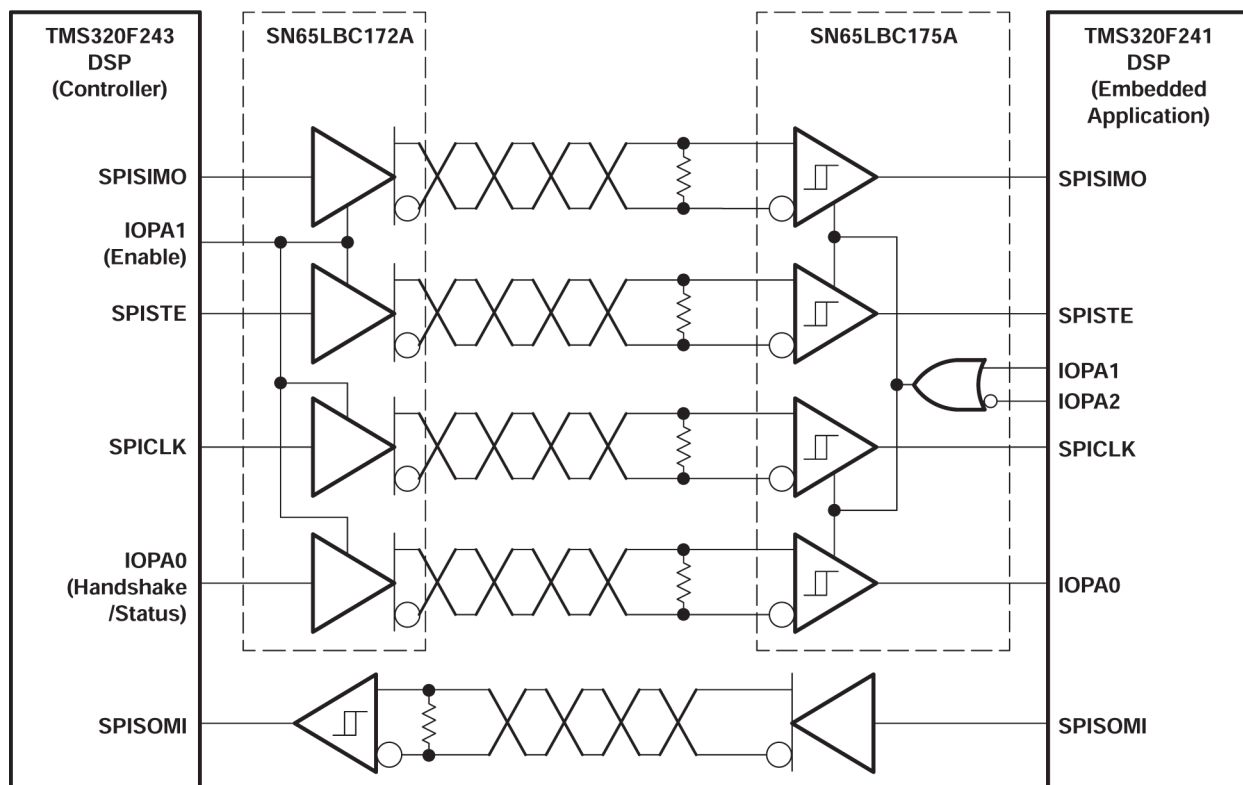 TMS320F243
DSP
(Controller)
SN65LBC172A
SN65LBC175A
TMS320F241
DSP
(Embedded
Application)
SPISIMO
SPISIMO
IOPA1
(Enable)
SPISTE
SPISTE
IOPA1
IOPA2
SPICLK
SPICLK
IOPA0
(Handshake
/Status)
IOPA0
SPISOMI
SPISOMI